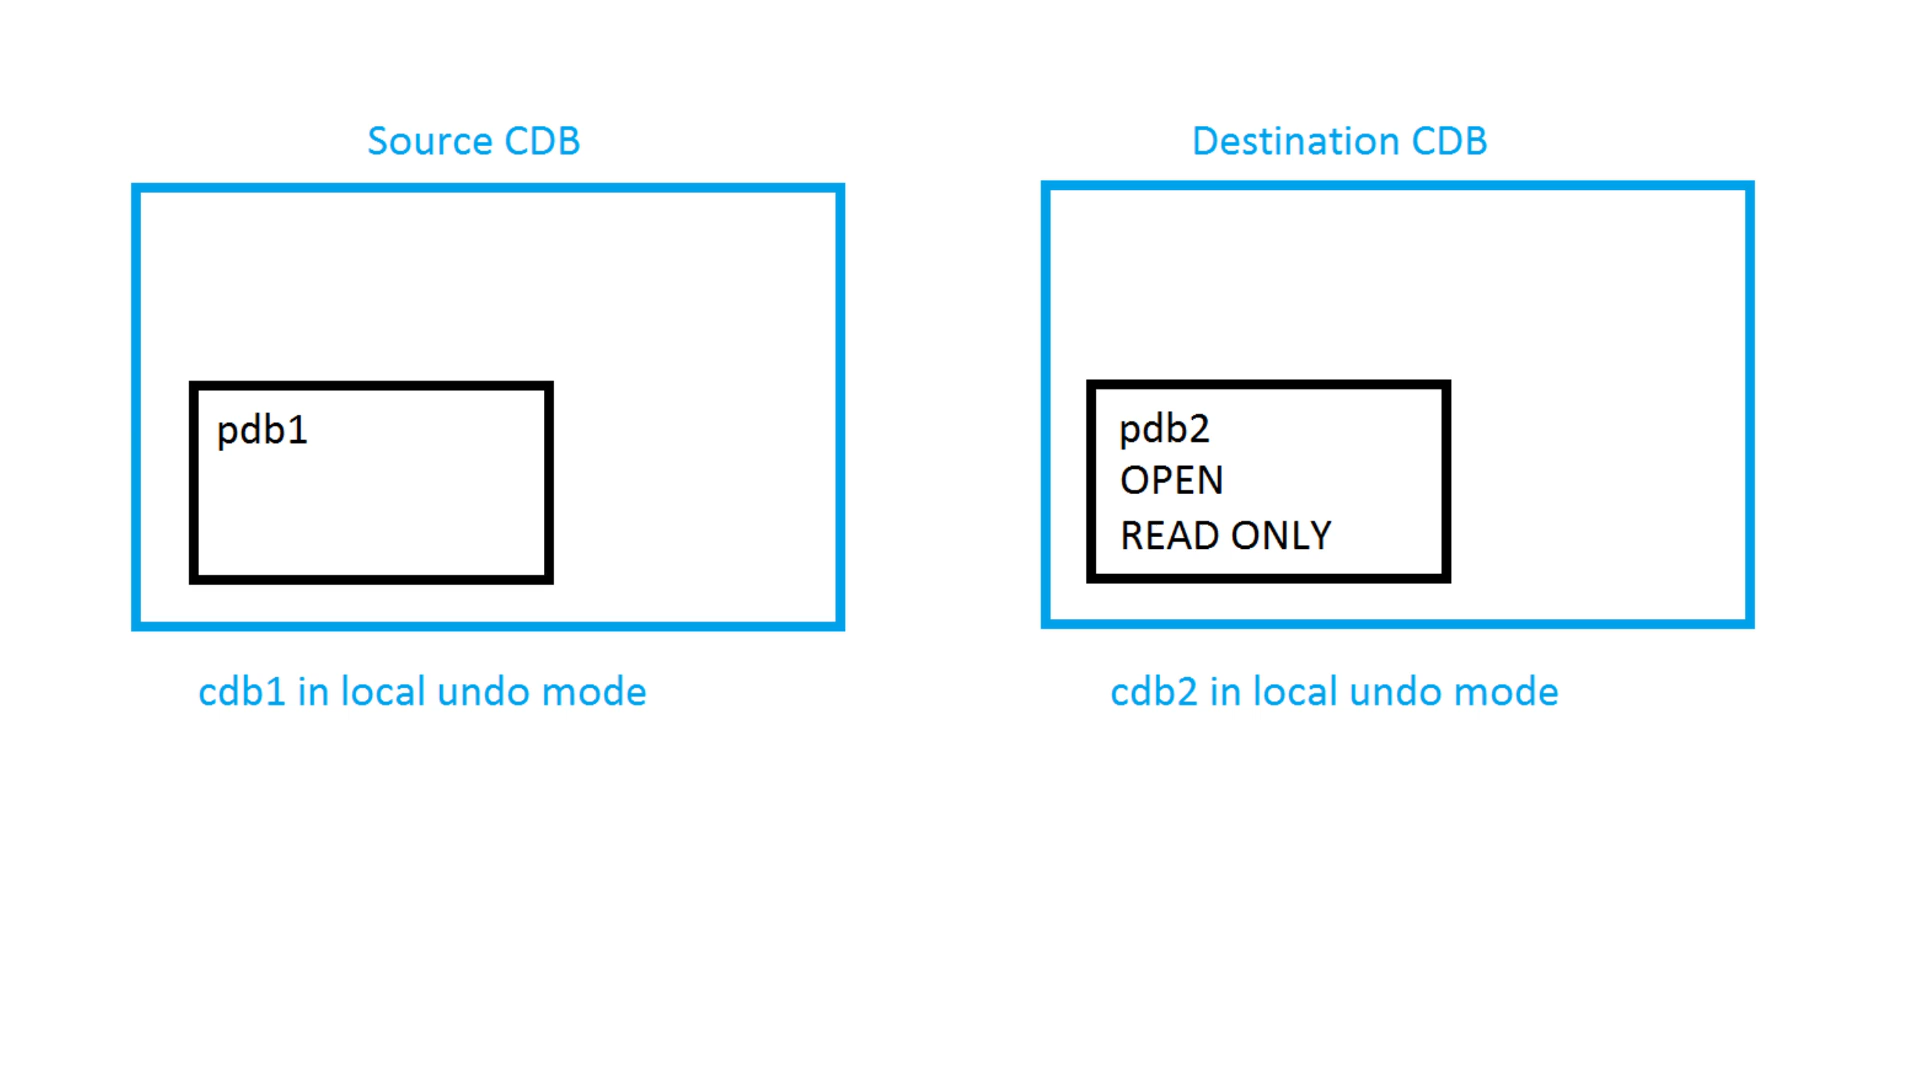 Source CDB
Destination CDB
pdb1
pdb2
OPEN
READ ONLY
cdb1 in local undo mode
cdb2 in local undo mode